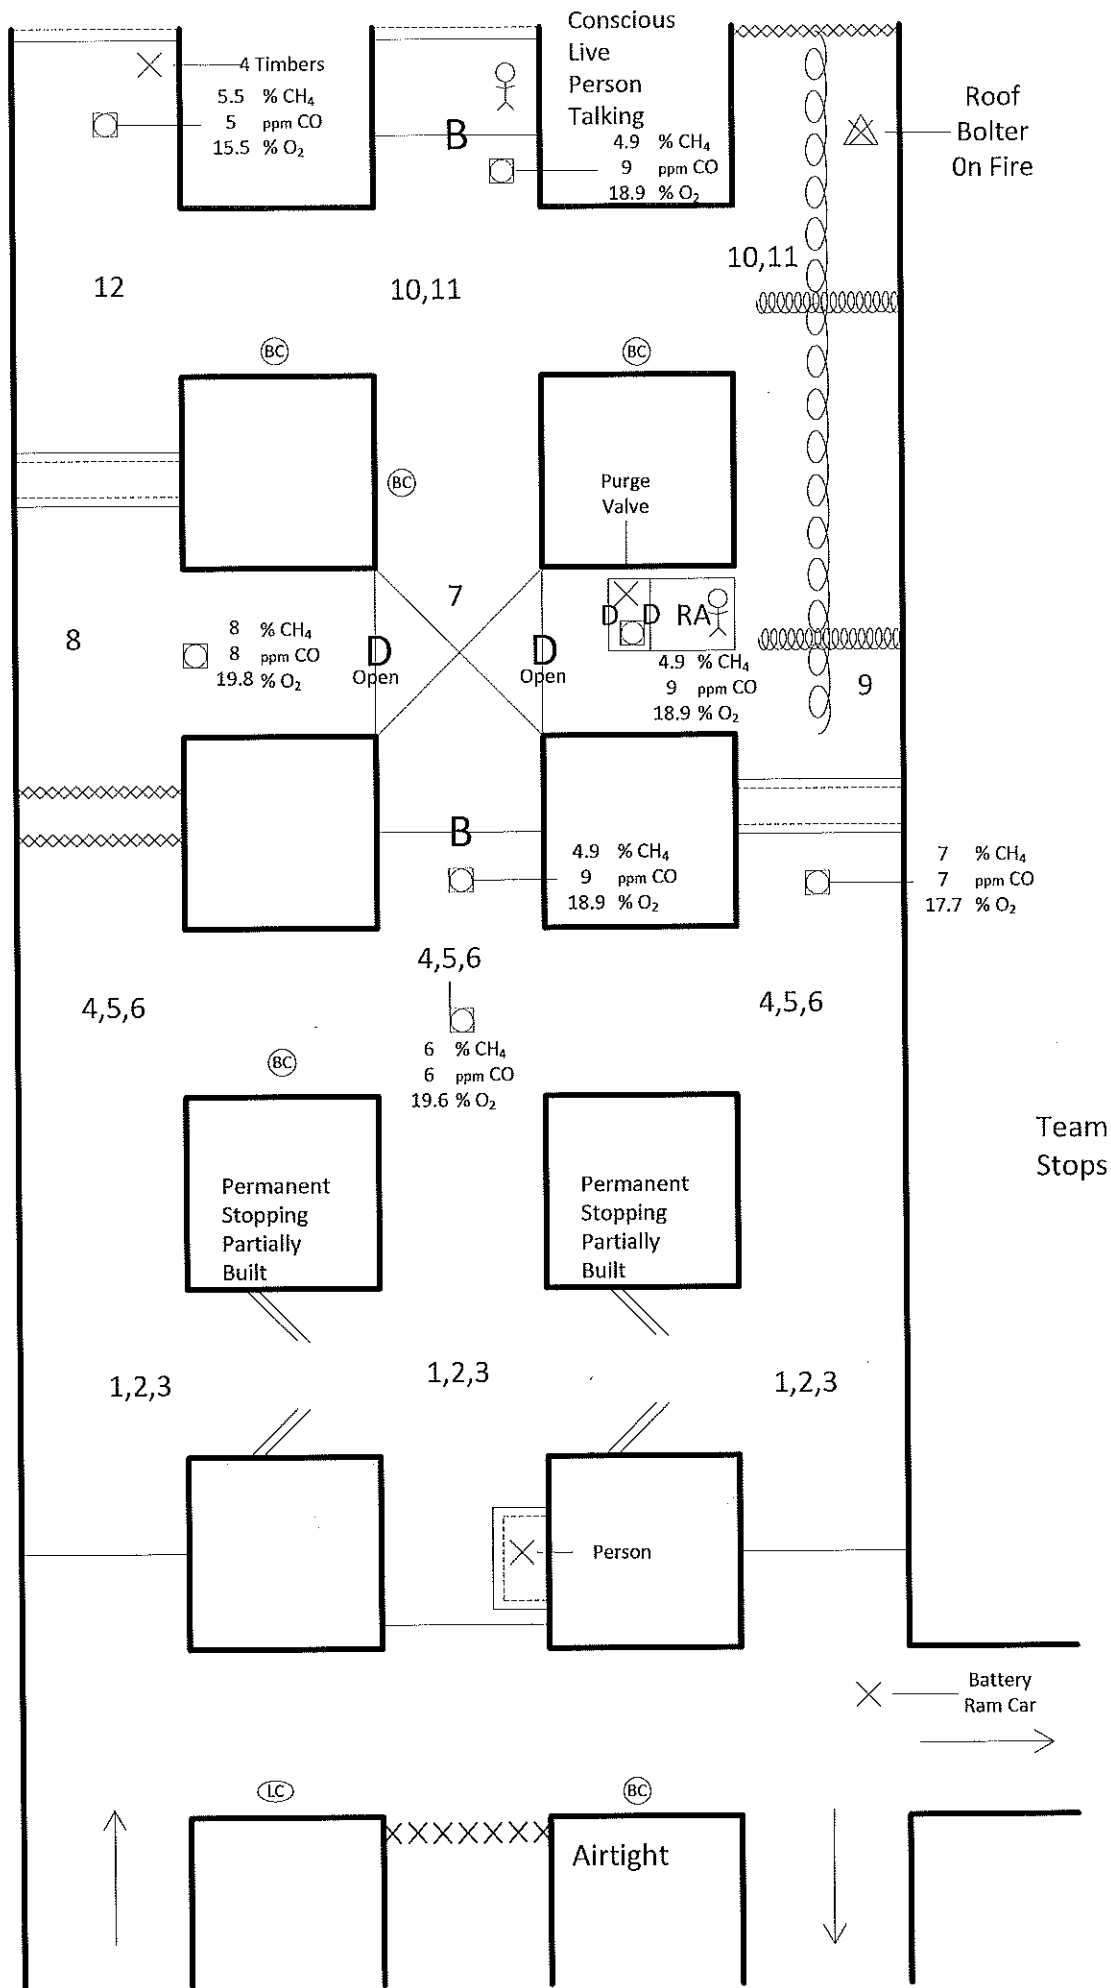 Conscious
Live
Person
Talking
4 Timbers
5.5 % CH₄
5 ppm CO
15.5 % O₂
B
4.9 % CH₄
9 ppm CO
18.9 % O₂
Roof
Bolter
0n Fire
12
10,11
10,11
BC
BC
BC
Purge
Valve
7
8
8 % CH₄
8 ppm CO
19.8 % O₂
D
Open
D
Open
D D RA
4.9 % CH₄
9 ppm CO
18.9 % O₂
9
B
4.9 % CH₄
9 ppm CO
18.9 % O₂
7 % CH₄
7 ppm CO
17.7 % O₂
4,5,6
4,5,6
4,5,6
6 % CH₄
6 ppm CO
19.6 % O₂
BC
Team
Stops
Permanent
Stopping
Partially
Built
Permanent
Stopping
Partially
Built
1,2,3
1,2,3
1,2,3
Person
Battery
Ram Car
LC
BC
Airtight